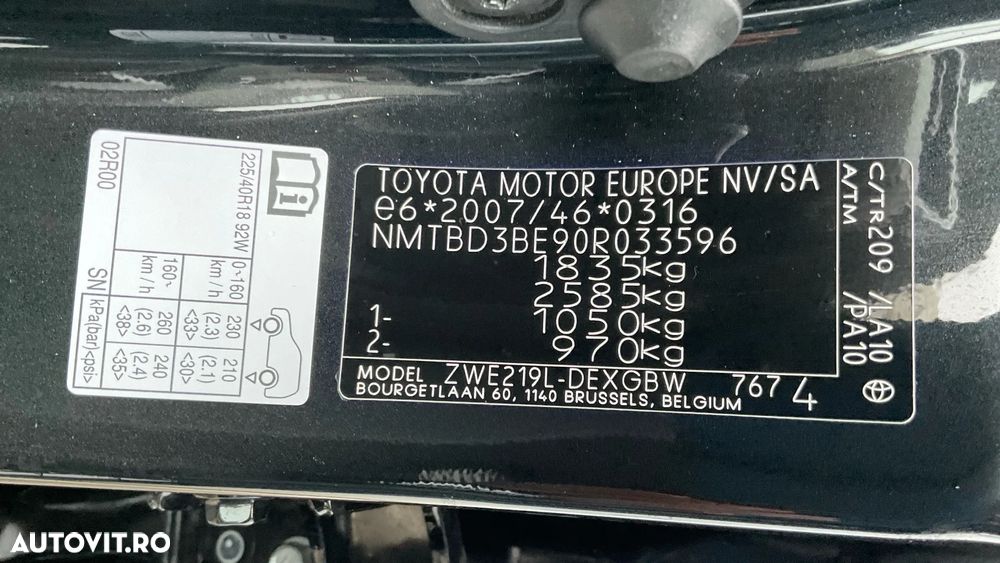 TOYOTA MOTOR EUROPE NV/SA
e6*2007/46*0316
NMTBD3BE90R033596
1835kg
2585kg
1- 1050kg
2- 970kg
MODEL ZWE219L-DEXGBW 767 4
BOURGETLAAN 60, 1140 BRUSSELS, BELGIUM
C/TR209 /LA10
A/TM /PA10
i
225/40R18 92W
0~160 km/h 230 (2.3) <33> 210 (2.1) <30>
160~ km/h 260 (2.6) <38> 240 (2.4) <35>
SN kPa(bar)<psi>
02R00
AUTOVIT.RO